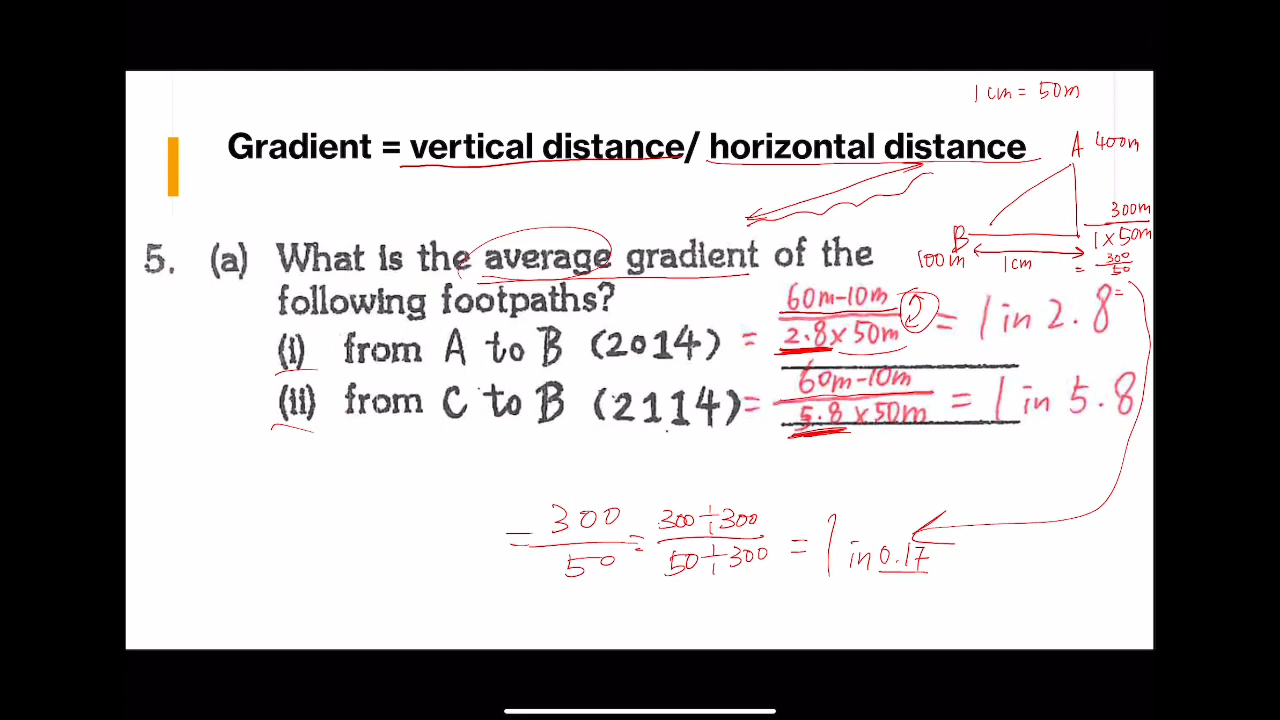 1 cm = 50m
Gradient = vertical distance/ horizontal distance
A 400m
300m
1 x 50m
B
100m
1cm
= 300
50
=
5. (a) What is the average gradient of the
following footpaths?
60m-10m
(i) from A to B (2014) = 2.8 x 50m = 1 in 2.8
60m-10m
(ii) from C to B (2114) = 5.8 x 50m = 1 in 5.8
= 300 = 300÷300 = 1 in 0.17
50 50÷300